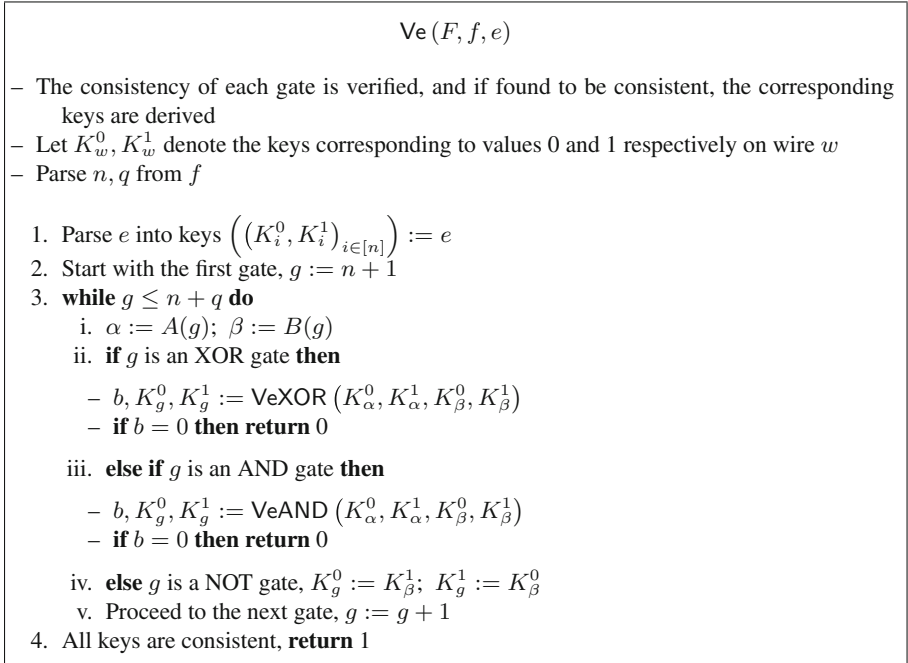 Ve (F, f, e)
– The consistency of each gate is verified, and if found to be consistent, the corresponding
keys are derived
– Let K_w^0, K_w^1 denote the keys corresponding to values 0 and 1 respectively on wire w
– Parse n, q from f
1. Parse e into keys ((K_i^0, K_i^1)_{i∈[n]}) := e
2. Start with the first gate, g := n + 1
3. while g ≤ n + q do
i. α := A(g); β := B(g)
ii. if g is an XOR gate then
– b, K_g^0, K_g^1 := VeXOR (K_α^0, K_α^1, K_β^0, K_β^1)
– if b = 0 then return 0
iii. else if g is an AND gate then
– b, K_g^0, K_g^1 := VeAND (K_α^0, K_α^1, K_β^0, K_β^1)
– if b = 0 then return 0
iv. else g is a NOT gate, K_g^0 := K_β^1; K_g^1 := K_β^0
v. Proceed to the next gate, g := g + 1
4. All keys are consistent, return 1